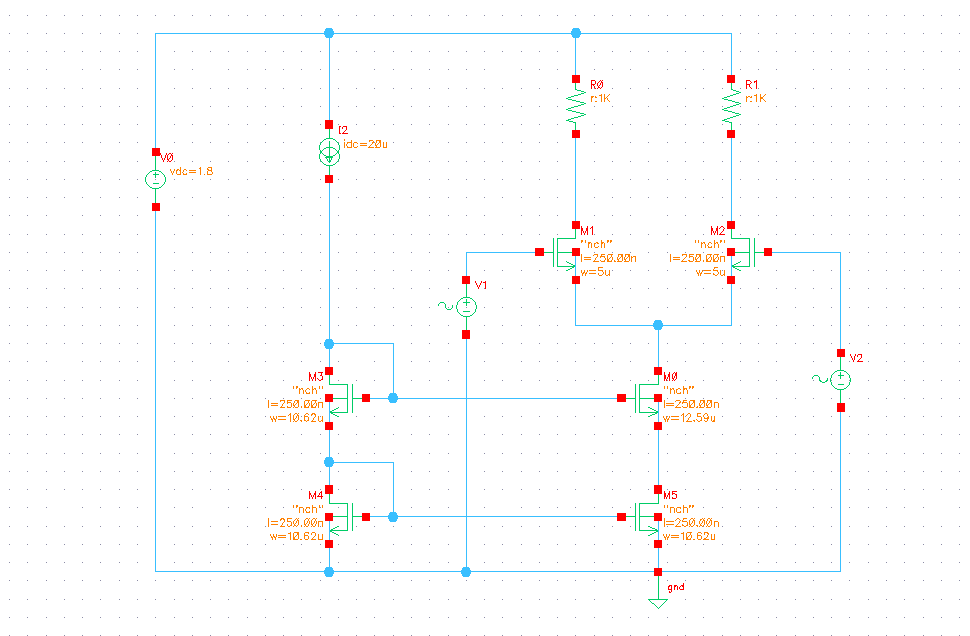 R0
r:1K
R1
r:1K
I2
idc=20u
V0
vdc=1.8
M1
"nch"
l=250.00n
w=5u
M2
"nch"
l=250.00n
w=5u
V1
V2
M3
"nch"
l=250.00n
w=10.62u
M0
"nch"
l=250.00n
w=12.59u
M4
"nch"
l=250.00n
w=10.62u
M5
"nch"
l=250.00n
w=10.62u
gnd